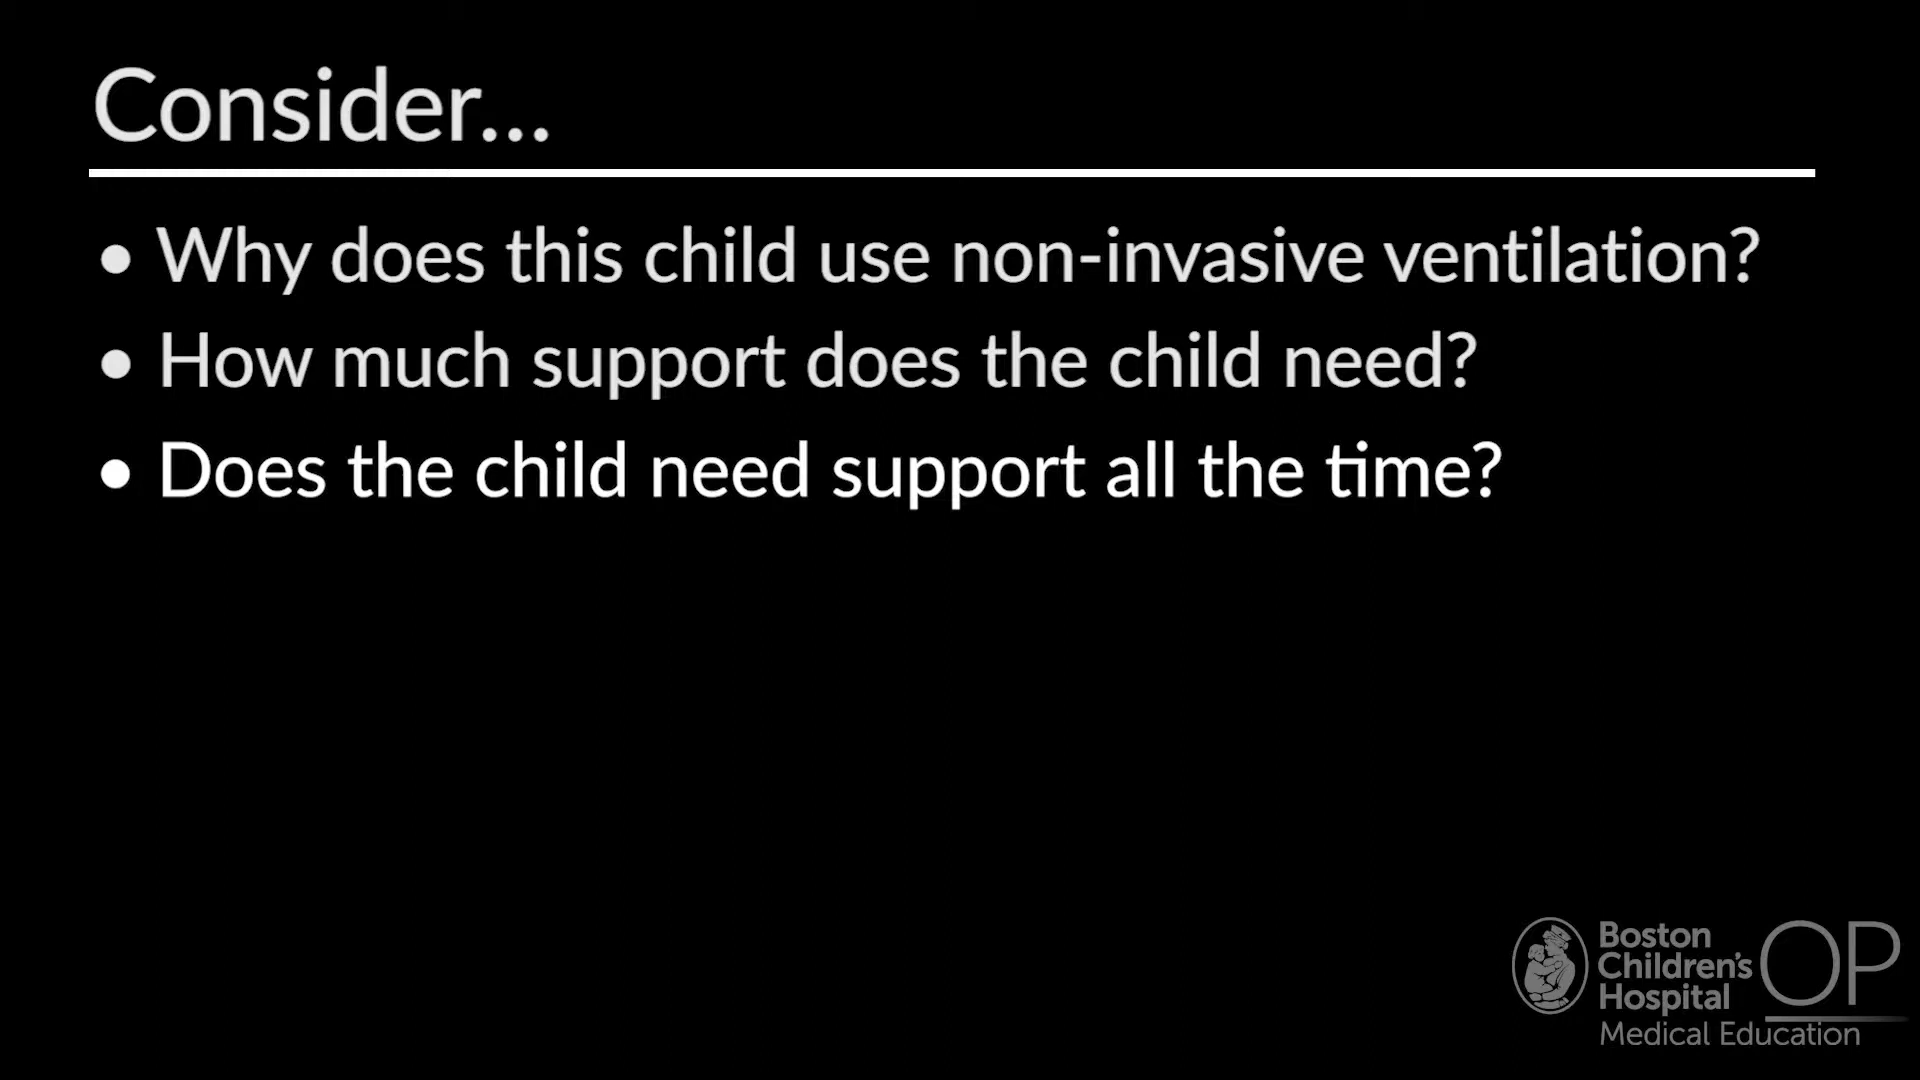 Consider...
• Why does this child use non-invasive ventilation?
• How much support does the child need?
• Does the child need support all the time?
Boston
Children's
Hospital
OP
Medical Education